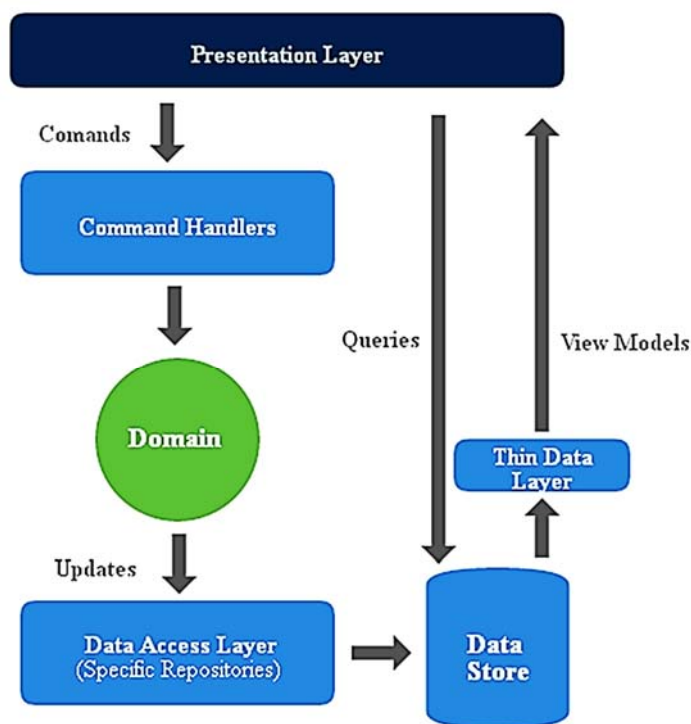 Presentation Layer
Comands
Command Handlers
Queries
View Models
Domain
Thin Data
Layer
Updates
Data Access Layer
(Specific Repositories)
Data
Store